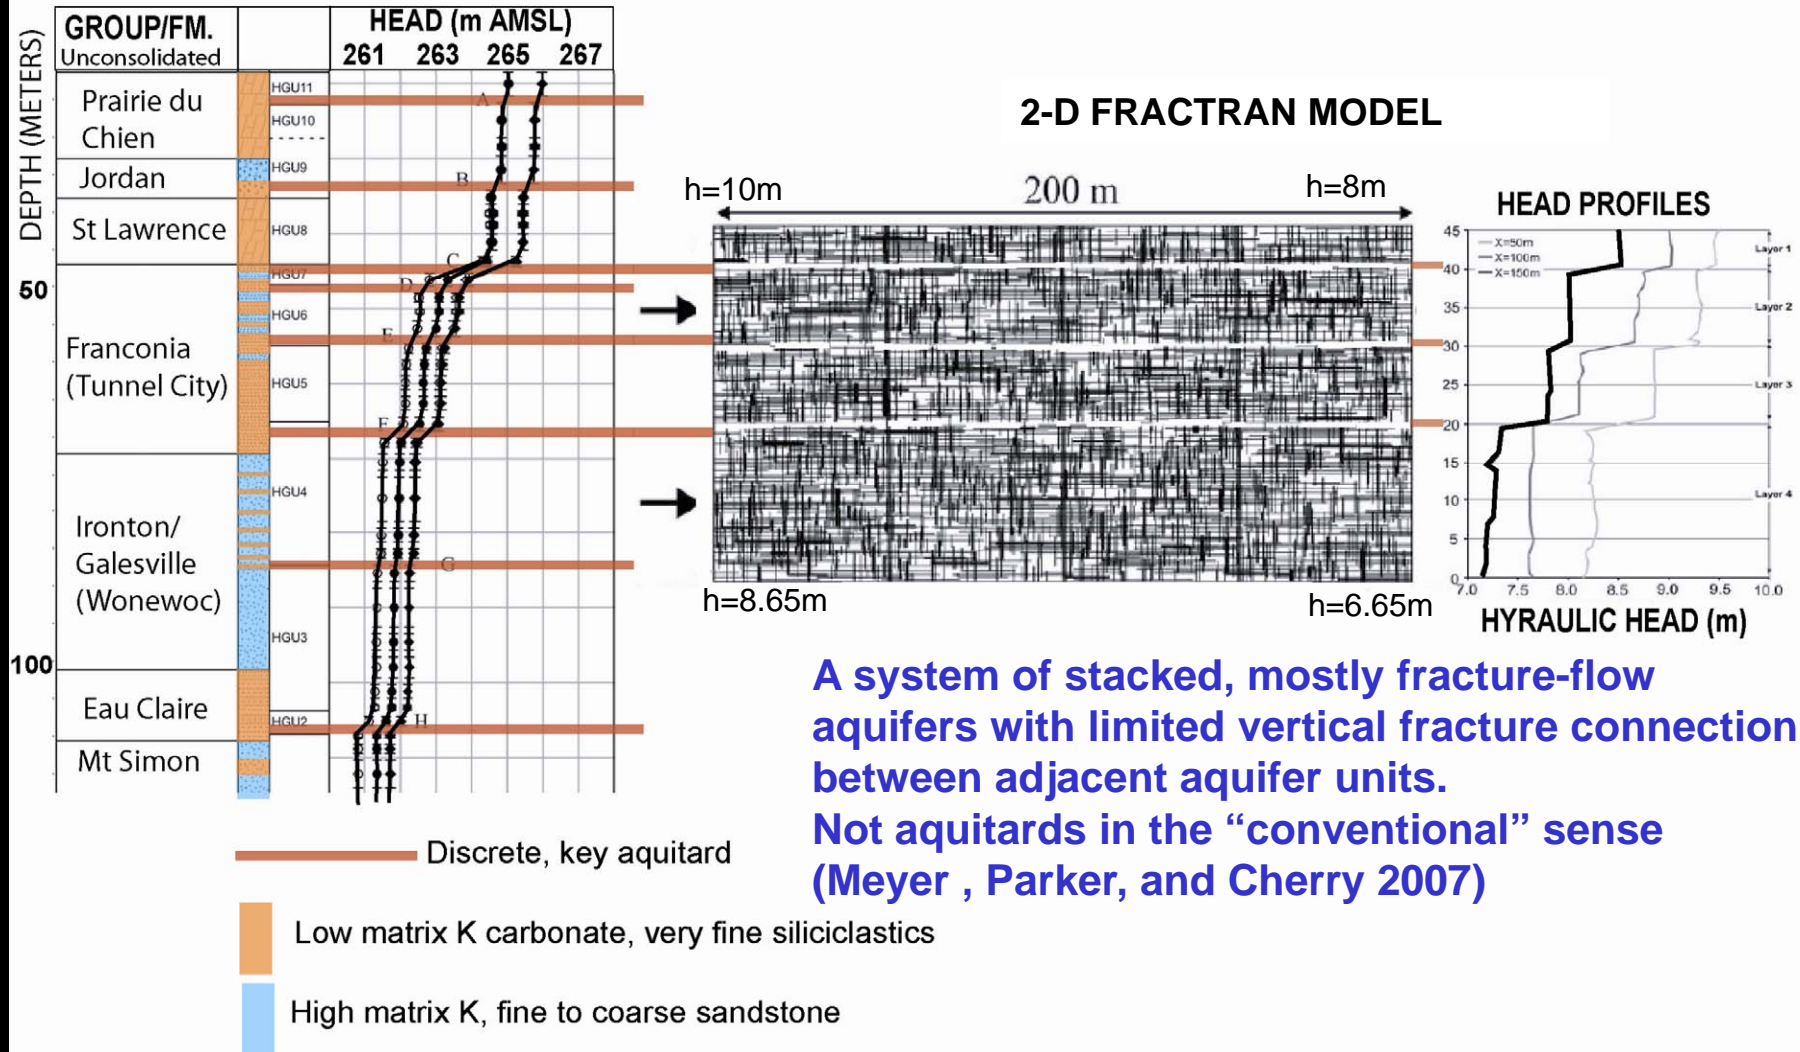 DEPTH (METERS)
GROUP/FM.
Unconsolidated
HEAD (m AMSL)
261 263 265 267
Prairie du
Chien
Jordan
St Lawrence
50
Franconia
(Tunnel City)
Ironton/
Galesville
(Wonewoc)
100
Eau Claire
Mt Simon
HGU11
HGU10
HGU9
HGU8
HGU7
HGU6
HGU5
HGU4
HGU3
HGU2
A
B
C
D
E
F
G
H
2-D FRACTRAN MODEL
h=10m
200 m
h=8m
h=8.65m
h=6.65m
HEAD PROFILES
45
40
35
30
25
20
15
10
5
0
X=50m
X=100m
X=150m
Layer 1
Layer 2
Layer 3
Layer 4
7.0 7.5 8.0 8.5 9.0 9.5 10.0
HYRAULIC HEAD (m)
A system of stacked, mostly fracture-flow
aquifers with limited vertical fracture connection
between adjacent aquifer units.
Not aquitards in the “conventional” sense
(Meyer , Parker, and Cherry 2007)
Discrete, key aquitard
Low matrix K carbonate, very fine siliciclastics
High matrix K, fine to coarse sandstone